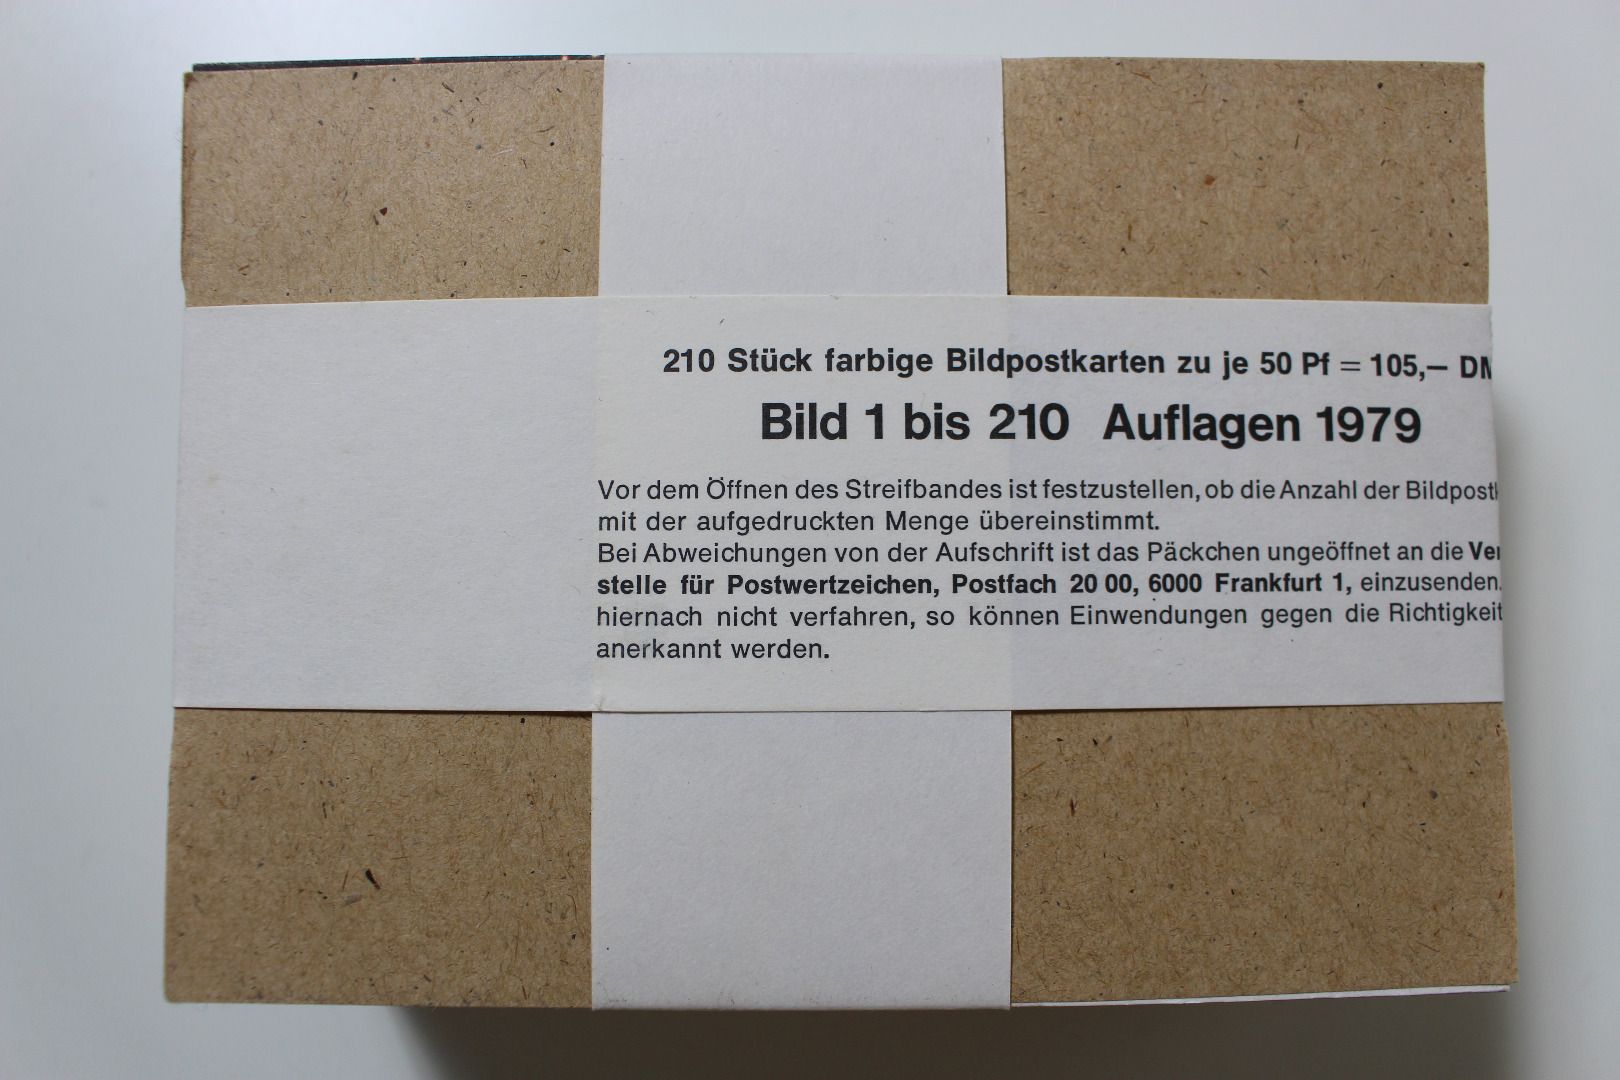 210 Stück farbige Bildpostkarten zu je 50 Pf = 105,— DM
Bild 1 bis 210 Auflagen 1979
Vor dem Öffnen des Streifbandes ist festzustellen, ob die Anzahl der
mit der aufgedruckten Menge übereinstimmt.
Bei Abweichungen von der Aufschrift ist das Päckchen ungeöffnet an die
stelle für Postwertzeichen, Postfach 20 00, 6000 Frankfurt 1, einzusenden.
hiernach nicht verfahren, so können Einwendungen gegen die Richtigkeit
anerkannt werden.